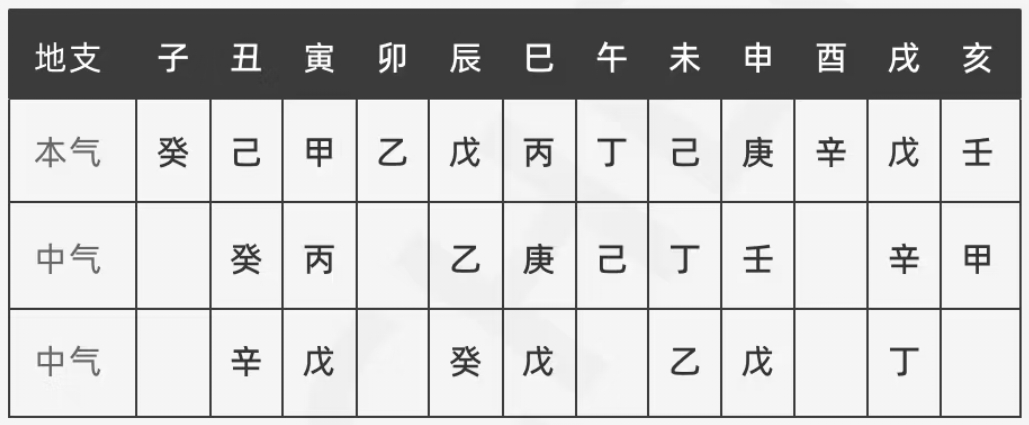 地支 子 丑 寅 卯 辰 巳 午 未 申 酉 戌 亥
本气 癸 己 甲 乙 戊 丙 丁 己 庚 辛 戊 壬
中气 癸 丙 乙 庚 己 丁 壬 辛 甲
中气 辛 戊 癸 戊 乙 戊 丁